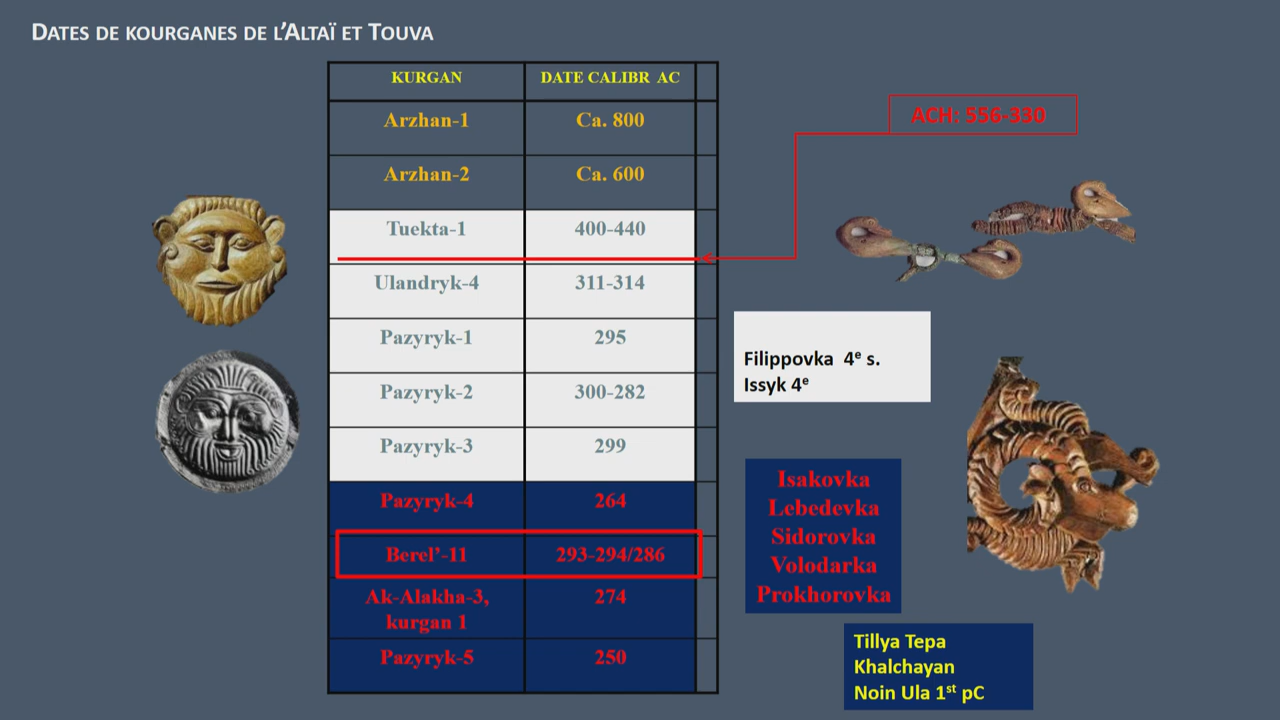 DATES DE KOURGANES DE L'ALTAÏ ET TOUVA
KURGAN DATE CALIBR AC
Arzhan-1 Ca. 800
Arzhan-2 Ca. 600
Tuekta-1 400-440
Ulandryk-4 311-314
Pazyryk-1 295
Pazyryk-2 300-282
Pazyryk-3 299
Pazyryk-4 264
Berel'-11 293-294/286
Ak-Alakha-3, 274
kurgan 1
Pazyryk-5 250
ACH: 556-330
Filippovka 4e s.
Issyk 4e
Isakovka
Lebedevka
Sidorovka
Volodarka
Prokhorovka
Tillya Tepa
Khalchayan
Noin Ula 1st pC